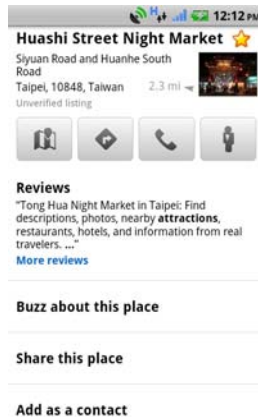 12:12 PM
Huashi Street Night Market
Siyuan Road and Huanhe South
Road
Taipei, 10848, Taiwan
2.3 mi
Unverified listing
Reviews
"Tong Hua Night Market in Taipei: Find
descriptions, photos, nearby attractions,
restaurants, hotels, and information from real
travelers. ..."
More reviews
Buzz about this place
Share this place
Add as a contact